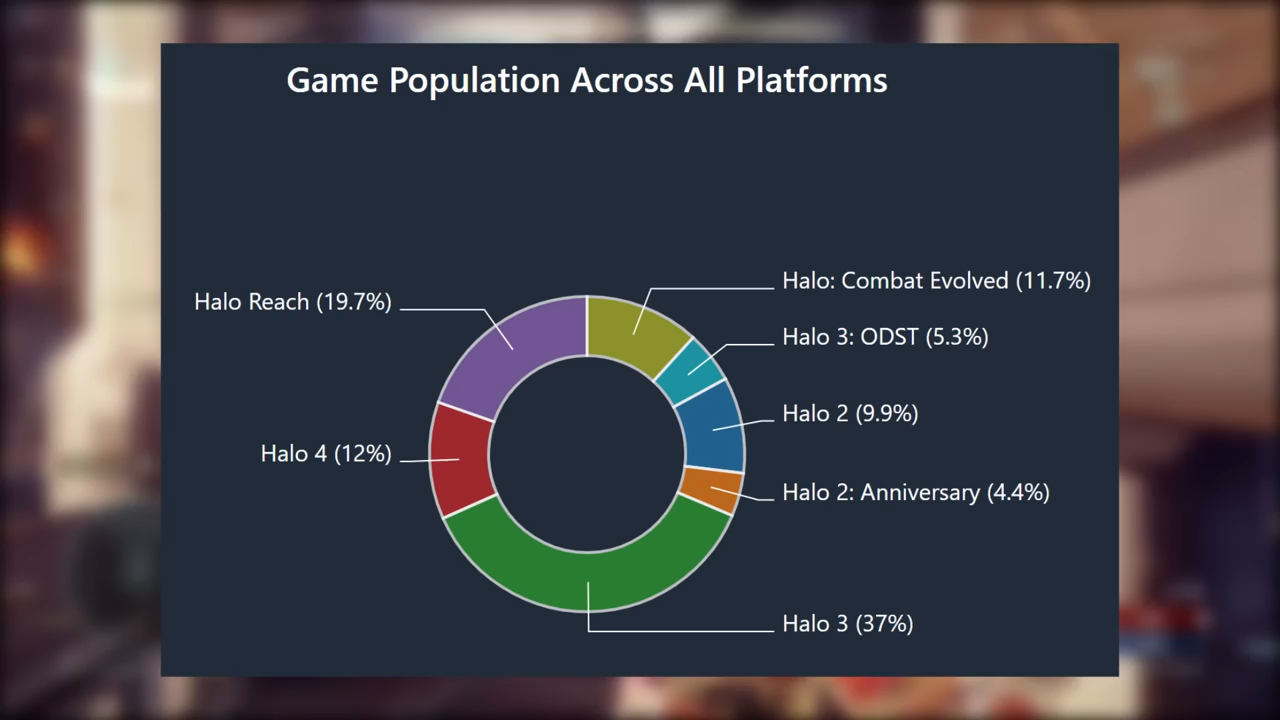 Game Population Across All Platforms
Halo: Combat Evolved (11.7%)
Halo Reach (19.7%)
Halo 3: ODST (5.3%)
Halo 2 (9.9%)
Halo 4 (12%)
Halo 2: Anniversary (4.4%)
Halo 3 (37%)